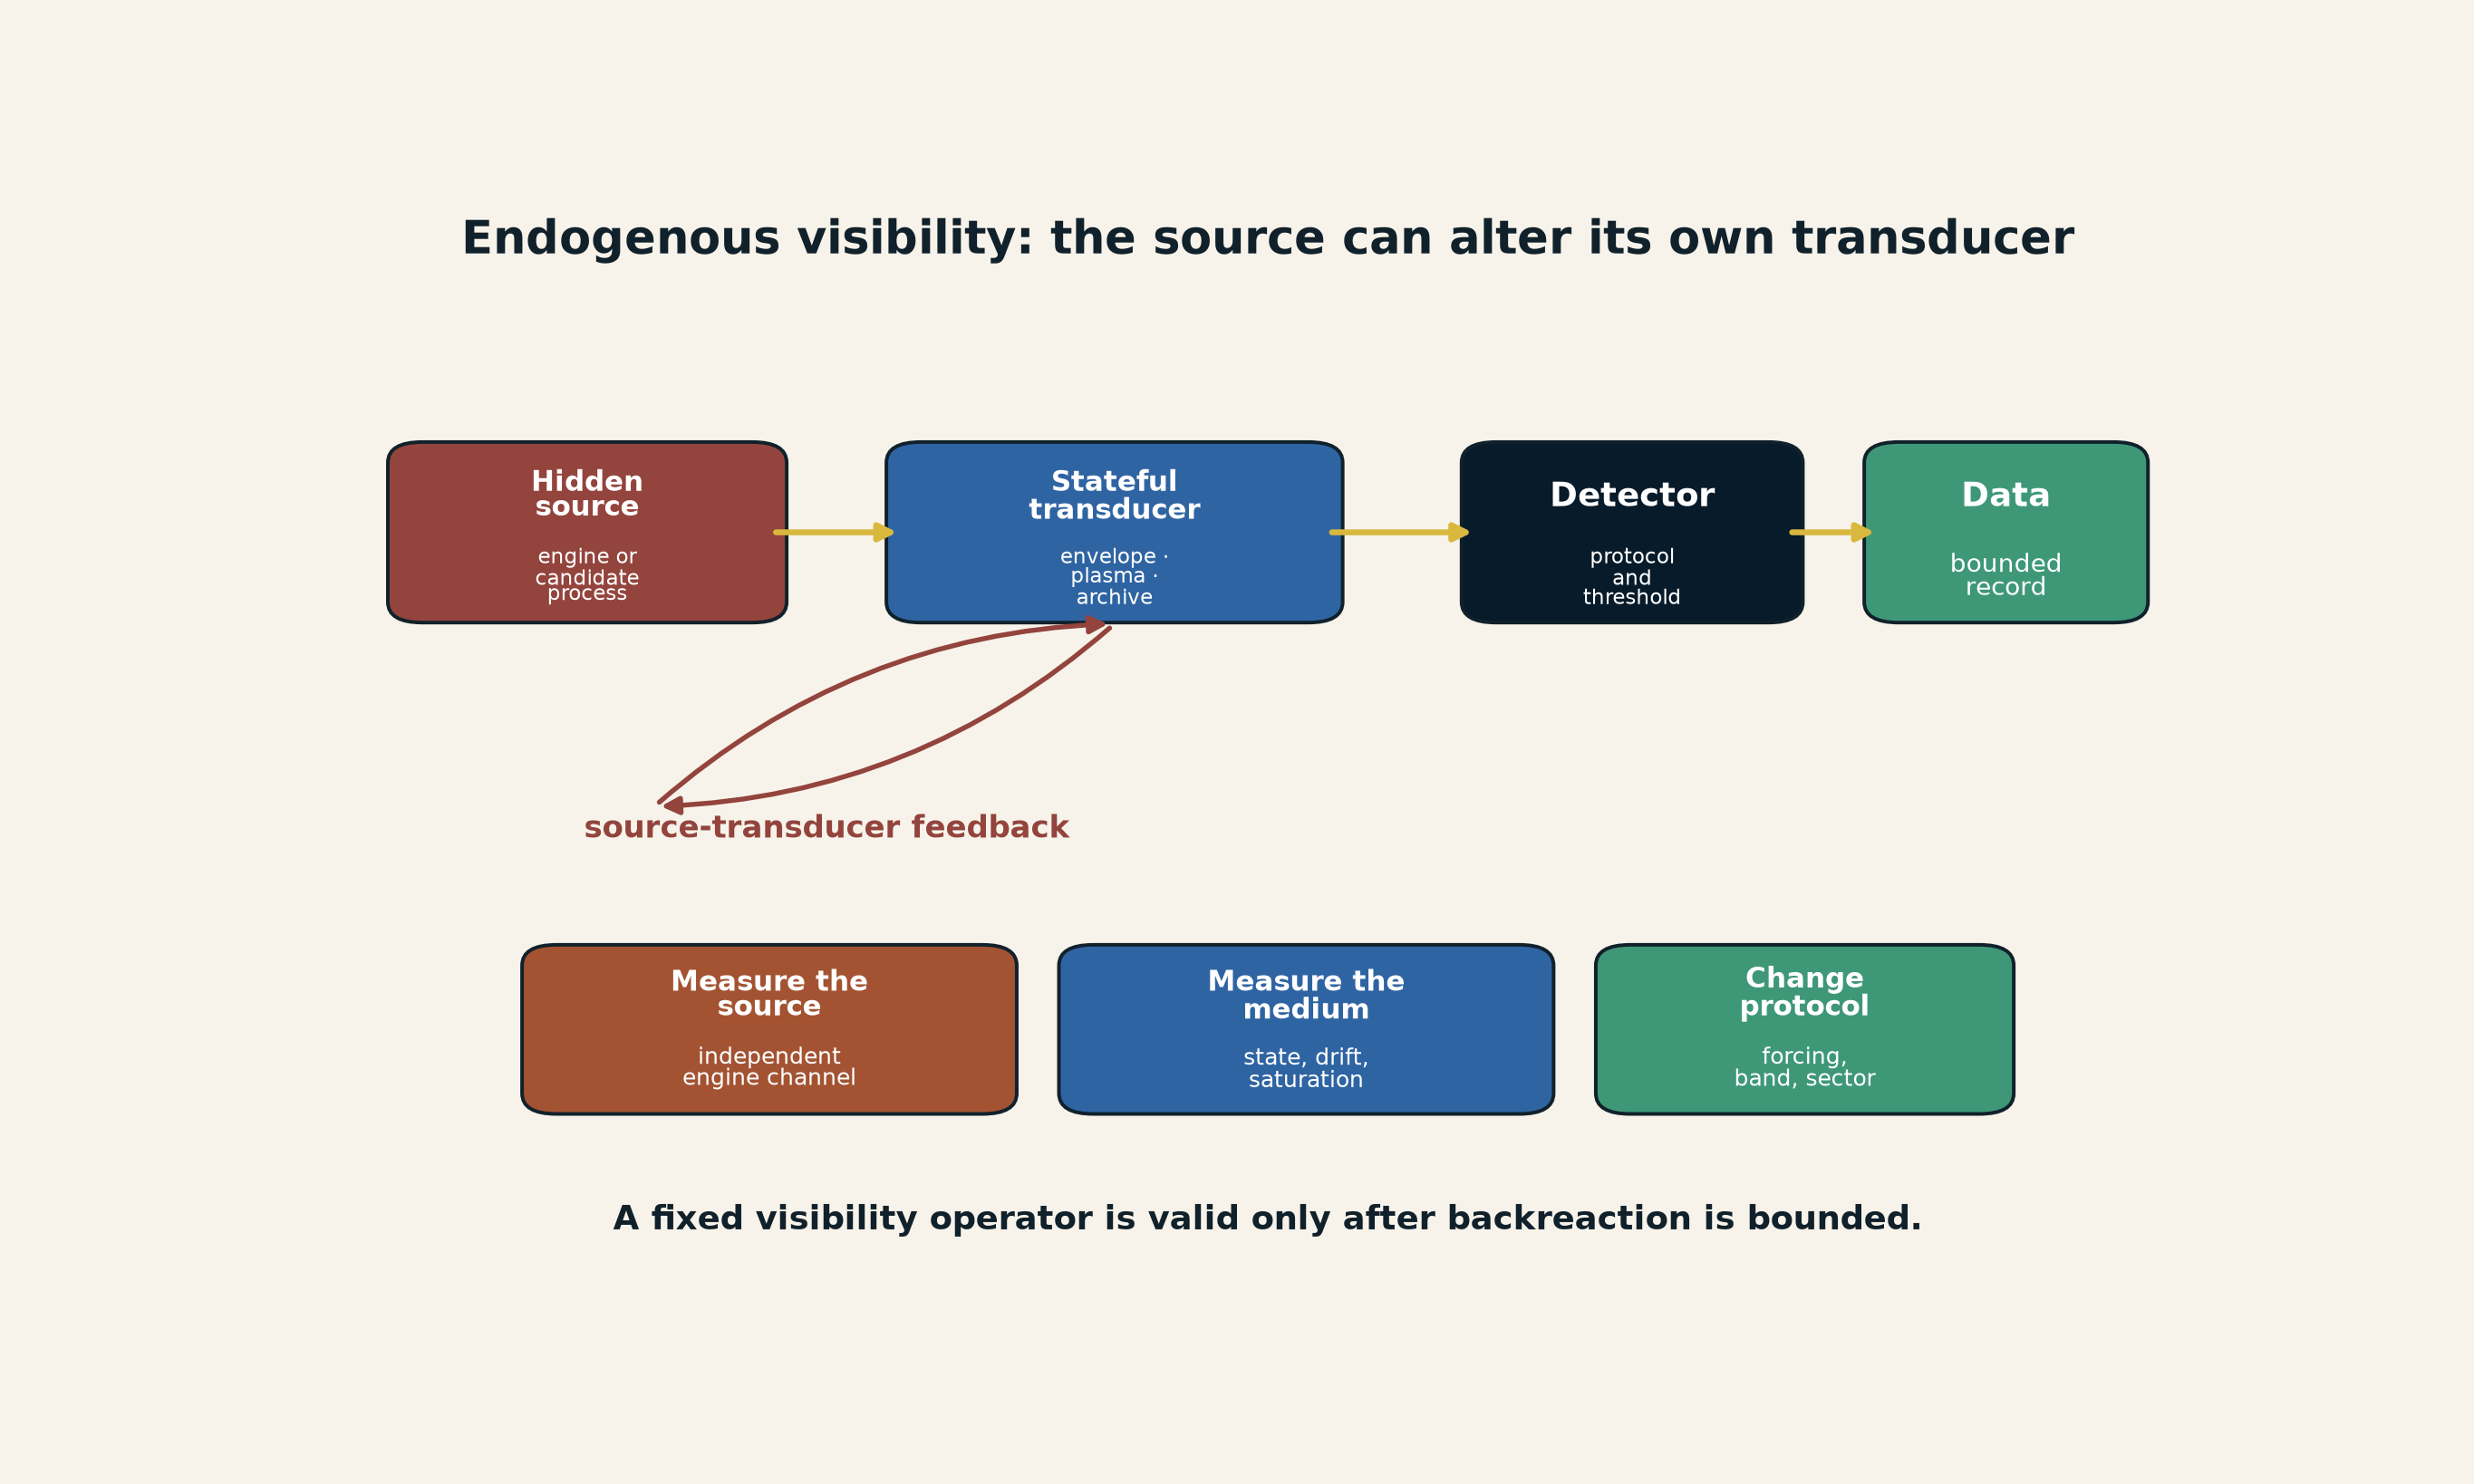 Endogenous visibility: the source can alter its own transducer
Hidden
source
engine or
candidate
process
Stateful
transducer
envelope ·
plasma ·
archive
Detector
protocol
and
threshold
Data
bounded
record
source-transducer feedback
Measure the
source
independent
engine channel
Measure the
medium
state, drift,
saturation
Change
protocol
forcing,
band, sector
A fixed visibility operator is valid only after backreaction is bounded.